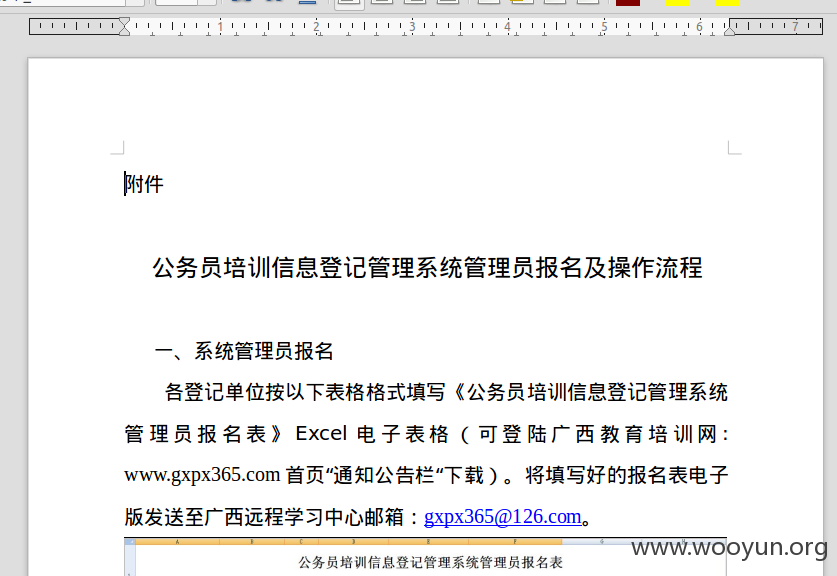 1 2 3 4 5 6 7
附件
公务员培训信息登记管理系统管理员报名及操作流程
一、系统管理员报名
各登记单位按以下表格格式填写《公务员培训信息登记管理系统
管理员报名表》Excel 电子表格（可登陆广西教育培训网:
www.gxpx365.com 首页“通知公告栏“下载）。将填写好的报名表电子
版发送至广西远程学习中心邮箱：gxpx365@126.com。
公务员培训信息登记管理系统管理员报名表
www.wooyun.org